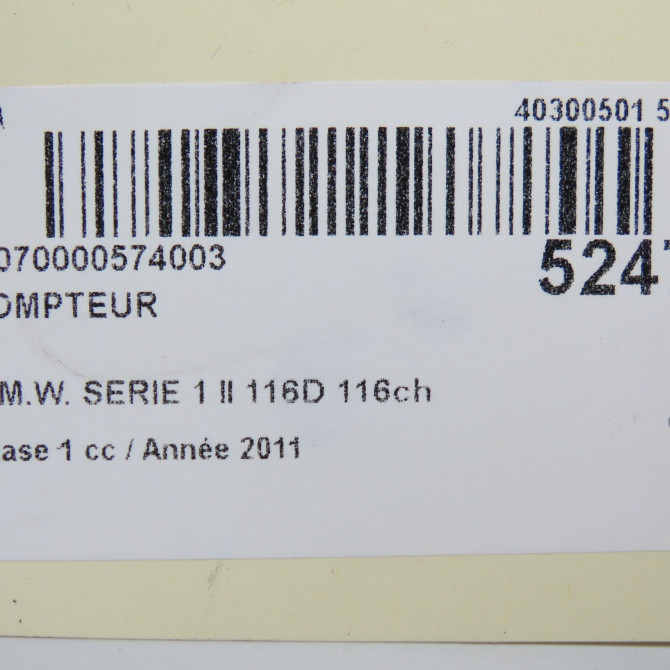 40300501 5
070000574003
524
OMPTEUR
M.W. SERIE 1 II 116D 116ch
ase 1 cc / Année 2011